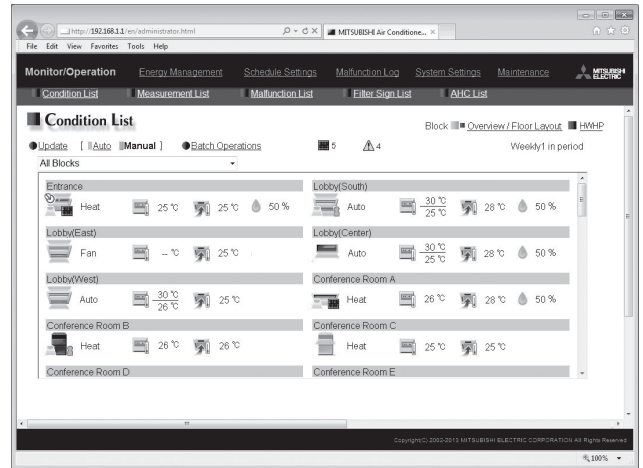 http://192.168.1.1/en/administrator.html
MITSUBISHI Air Conditione... ×
File Edit View Favorites Tools Help
Monitor/Operation Energy Management Schedule Settings Malfunction Log System Settings Maintenance MITSUBISHI ELECTRIC
Condition List Measurement List Malfunction List Filter Sign List AHC List
Condition List
Block Overview / Floor Layout HWHP
Update [ Auto Manual ] Batch Operations 5 4 Weekly1 in period
All Blocks
Entrance Lobby(South)
Heat 25 °C 25 °C 50 % Auto 30 °C 25 °C 28 °C 50 %
Lobby(East) Lobby(Center)
Fan -- °C 25 °C Auto 30 °C 25 °C 28 °C 50 %
Lobby(West) Conference Room A
Auto 30 °C 26 °C 25 °C Heat 26 °C 28 °C 50 %
Conference Room B Conference Room C
Heat 26 °C 26 °C Heat 25 °C 25 °C
Conference Room D Conference Room E
Copyright(C) 2002-2013 MITSUBISHI ELECTRIC CORPORATION All Rights Reserved
100%